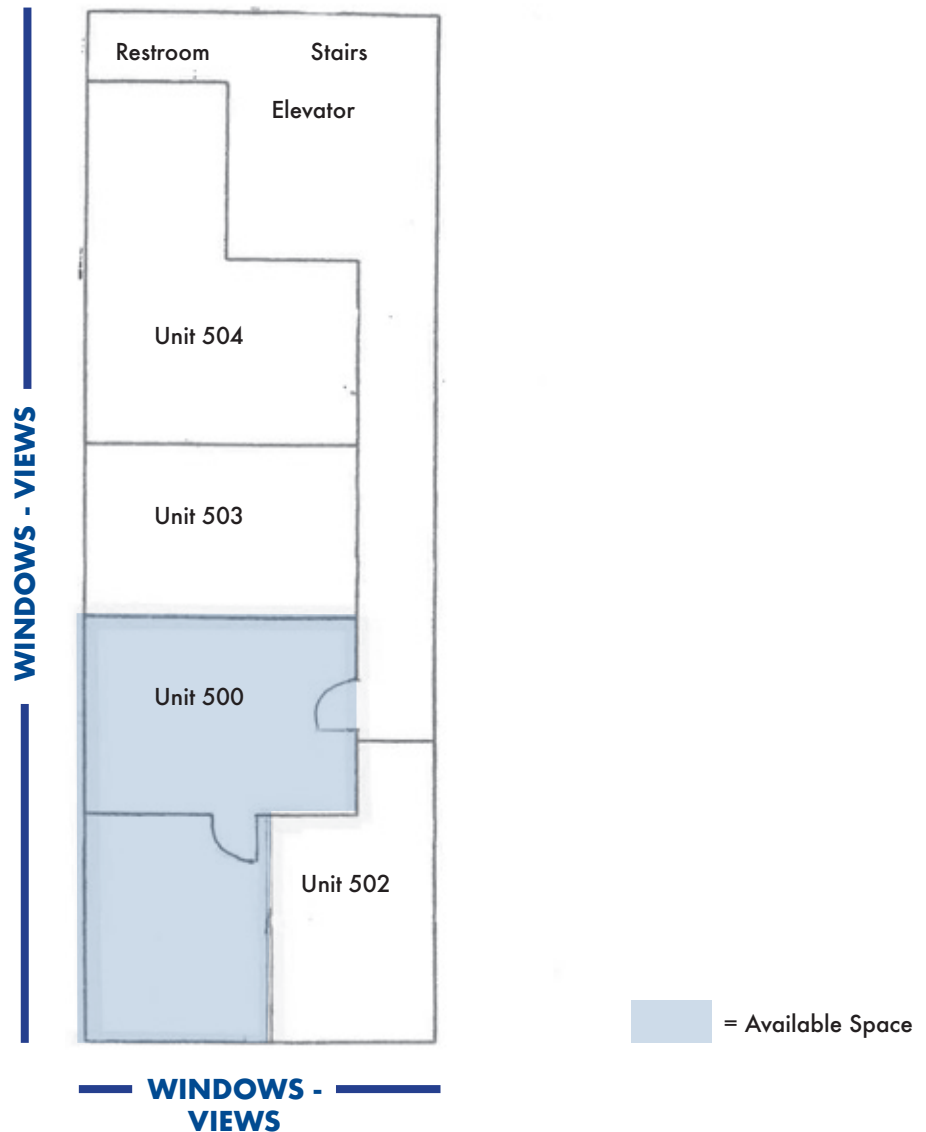 Restroom
Stairs
Elevator
Unit 504
WINDOWS - VIEWS
Unit 503
Unit 500
Unit 502
= Available Space
WINDOWS -
VIEWS